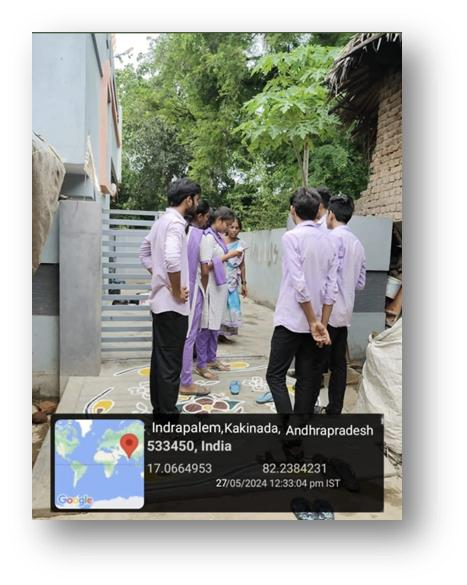 Indrapalem,Kakinada, Andhrapradesh
533450, India
17.0664953 82.2384231
27/05/2024 12:33:04 pm IST
Google